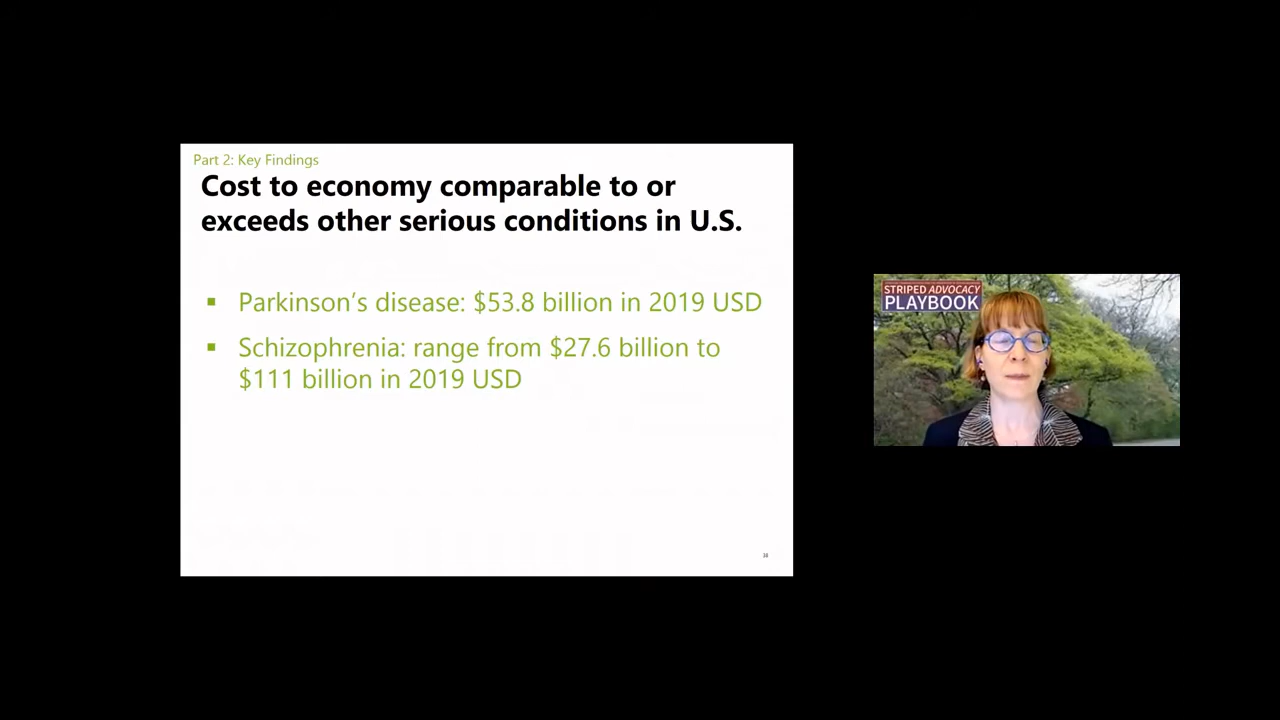 Part 2: Key Findings
Cost to economy comparable to or
exceeds other serious conditions in U.S.
▪ Parkinson’s disease: $53.8 billion in 2019 USD
▪ Schizophrenia: range from $27.6 billion to
$111 billion in 2019 USD
STRIPED ADVOCACY
PLAYBOOK